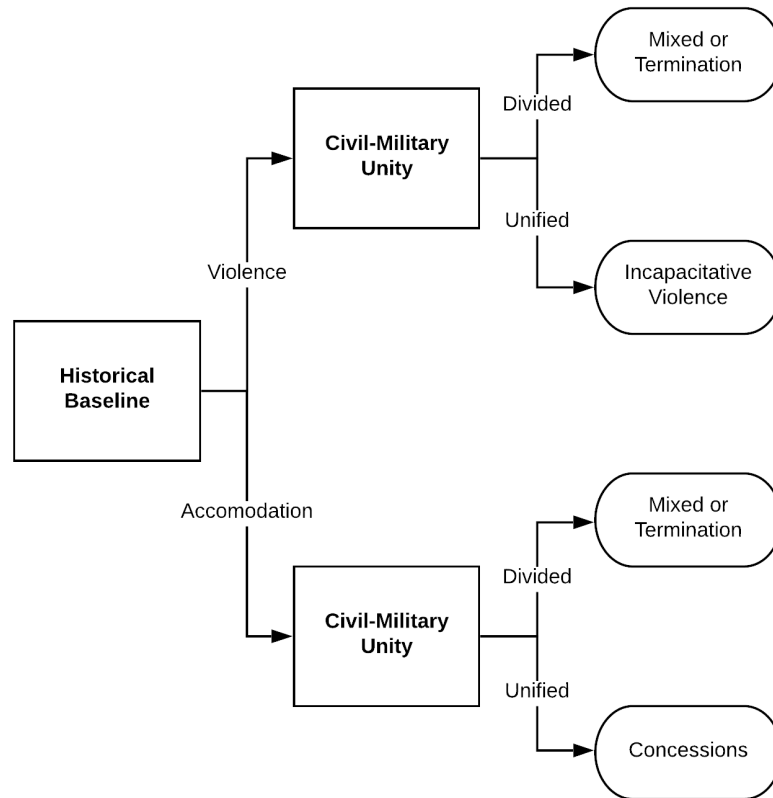 Mixed or
Termination
Divided
Civil-Military
Unity
Unified
Violence
Incapacitative
Violence
Historical
Baseline
Accomodation
Mixed or
Termination
Divided
Civil-Military
Unity
Unified
Concessions